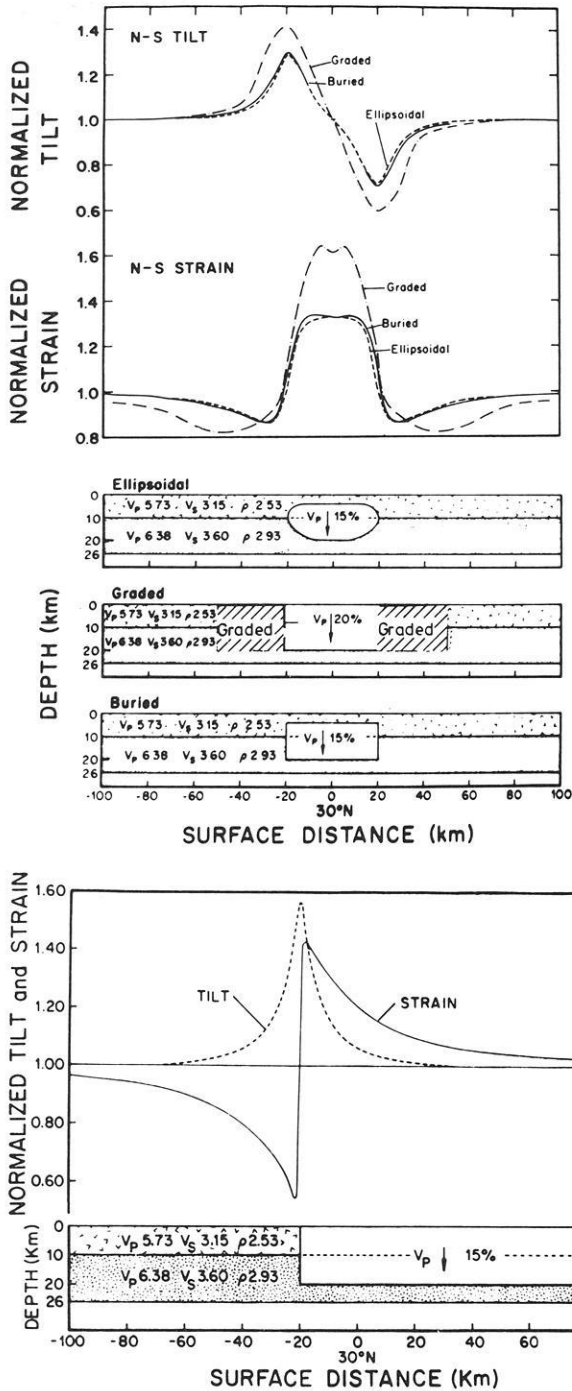 1.4
N-S TILT
Graded
1.2
Buried
Ellipsoidal
1.0
0.8
0.6
NORMALIZED
TILT
1.6
N-S STRAIN
Graded
1.4
Buried
1.2
Ellipsoidal
1.0
0.8
NORMALIZED
STRAIN
Ellipsoidal
0
VP 5.73 VS 3.15 ρ 2.53
10
VP 15%
VP 6.38 VS 3.60 ρ 2.93
20
26
Graded
0
VP 5.73 VS 3.15 ρ 2.53
VP 20%
10
Graded
Graded
VP 6.38 VS 3.60 ρ 2.93
20
26
Buried
0
VP 5.73 VS 3.15 ρ 2.53
10
VP 15%
VP 6.38 VS 3.60 ρ 2.93
20
26
DEPTH (km)
-100 -80 -60 -40 -20 0 20 40 60 80 100
30°N
SURFACE DISTANCE (km)
1.60
1.40
TILT
STRAIN
1.20
1.00
0.80
0.60
NORMALIZED TILT and STRAIN
0
VP 5.73 VS 3.15 ρ 2.53
10
VP 15%
VP 6.38 VS 3.60 ρ 2.93
20
26
DEPTH (Km)
-100 -80 -60 -40 -20 0 20 40 60
30°N
SURFACE DISTANCE (Km)